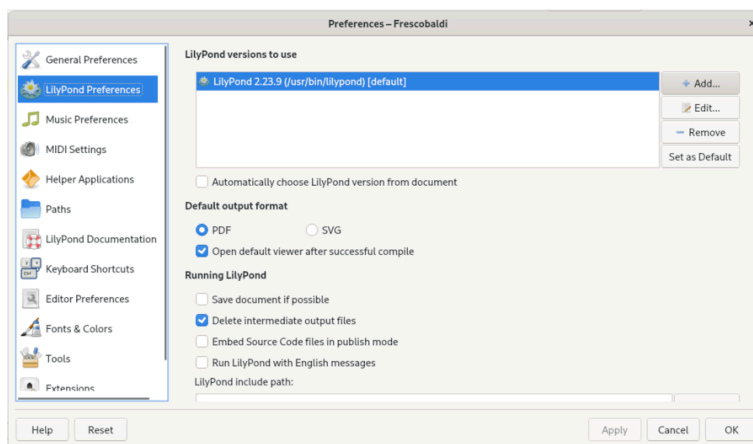 Preferences – Frescobaldi
General Preferences
LilyPond Preferences
Music Preferences
MIDI Settings
Helper Applications
Paths
LilyPond Documentation
Keyboard Shortcuts
Editor Preferences
Fonts & Colors
Tools
Extensions
LilyPond versions to use
LilyPond 2.23.9 (/usr/bin/lilypond) [default]
Add...
Edit...
Remove
Set as Default
Automatically choose LilyPond version from document
Default output format
PDF
SVG
Open default viewer after successful compile
Running LilyPond
Save document if possible
Delete intermediate output files
Embed Source Code files in publish mode
Run LilyPond with English messages
LilyPond include path:
Help
Reset
Apply
Cancel
OK